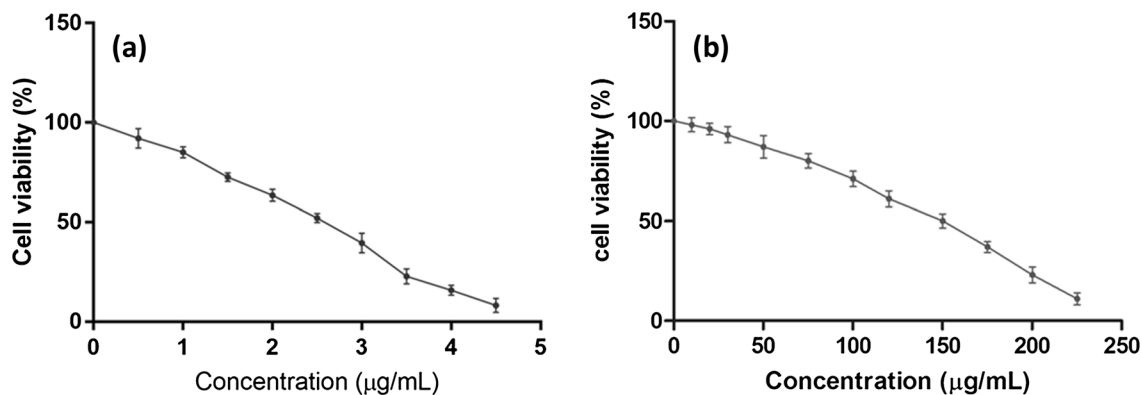 (a)
Cell viability (%)
150
100
50
0
0 1 2 3 4 5
Concentration (μg/mL)
(b)
cell viability (%)
150
100
50
0
0 50 100 150 200 250
Concentration (μg/mL)